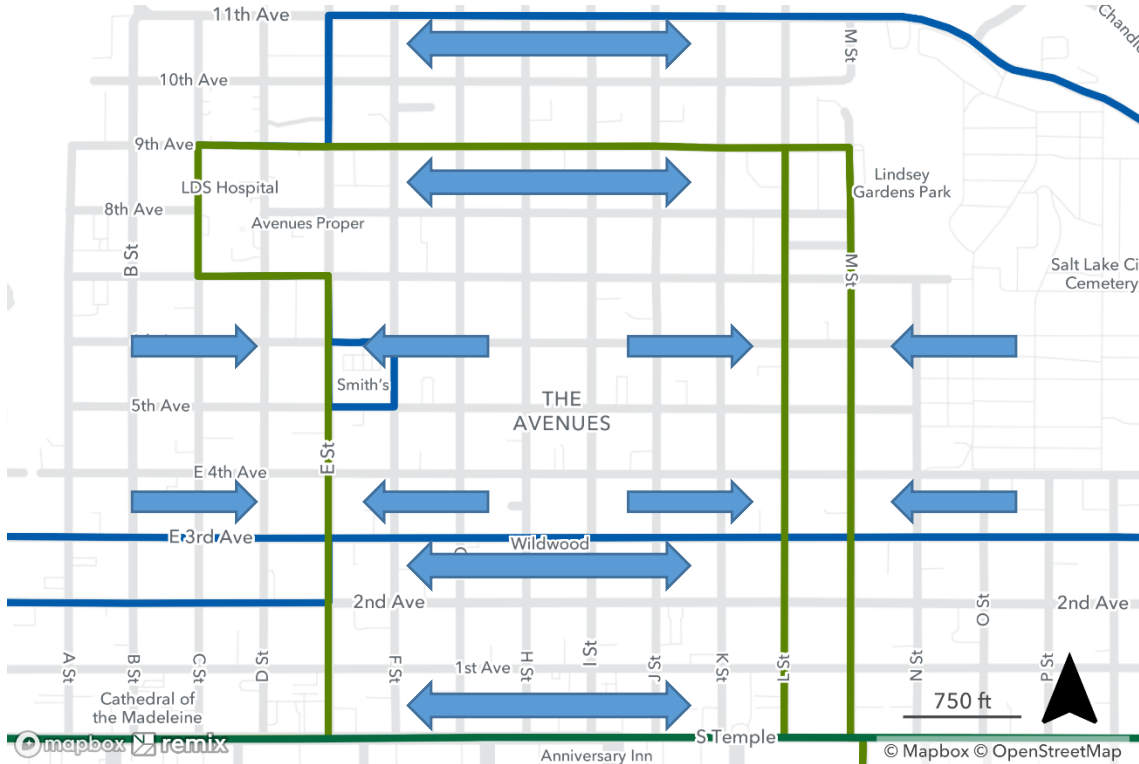 11th Ave
Chandle
M St
10th Ave
9th Ave
LDS Hospital
Lindsey
Gardens Park
8th Ave
Avenues Proper
B St
M St
Salt Lake Ci
Cemetery
Smith's
THE
AVENUES
5th Ave
E St
E 4th Ave
E 3rd Ave
Wildwood
2nd Ave
O St
2nd Ave
A St
B St
C St
D St
F St
1st Ave
H St
I St
J St
K St
L St
N St
P St
Cathedral of
the Madeleine
750 ft
mapbox remix
S Temple
Anniversary Inn
© Mapbox © OpenStreetMap